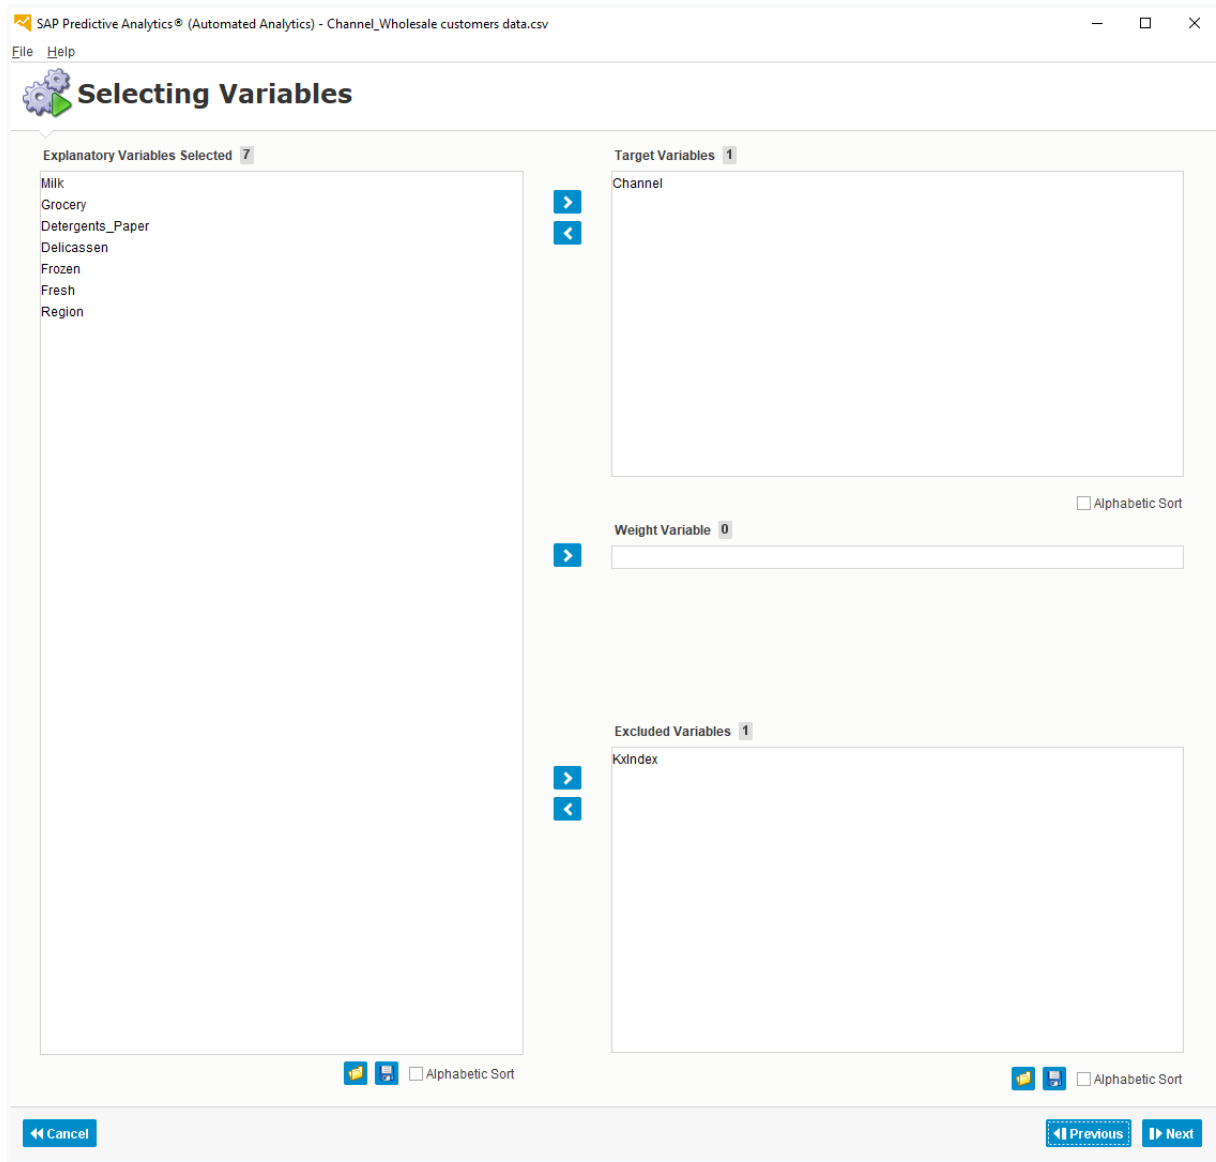 SAP Predictive Analytics® (Automated Analytics) - Channel_Wholesale customers data.csv
File Help
Selecting Variables
Explanatory Variables Selected 7
Milk
Grocery
Detergents_Paper
Delicassen
Frozen
Fresh
Region
Alphabetic Sort
Target Variables 1
Channel
Alphabetic Sort
Weight Variable 0
Excluded Variables 1
KxIndex
Alphabetic Sort
Cancel
Previous
Next